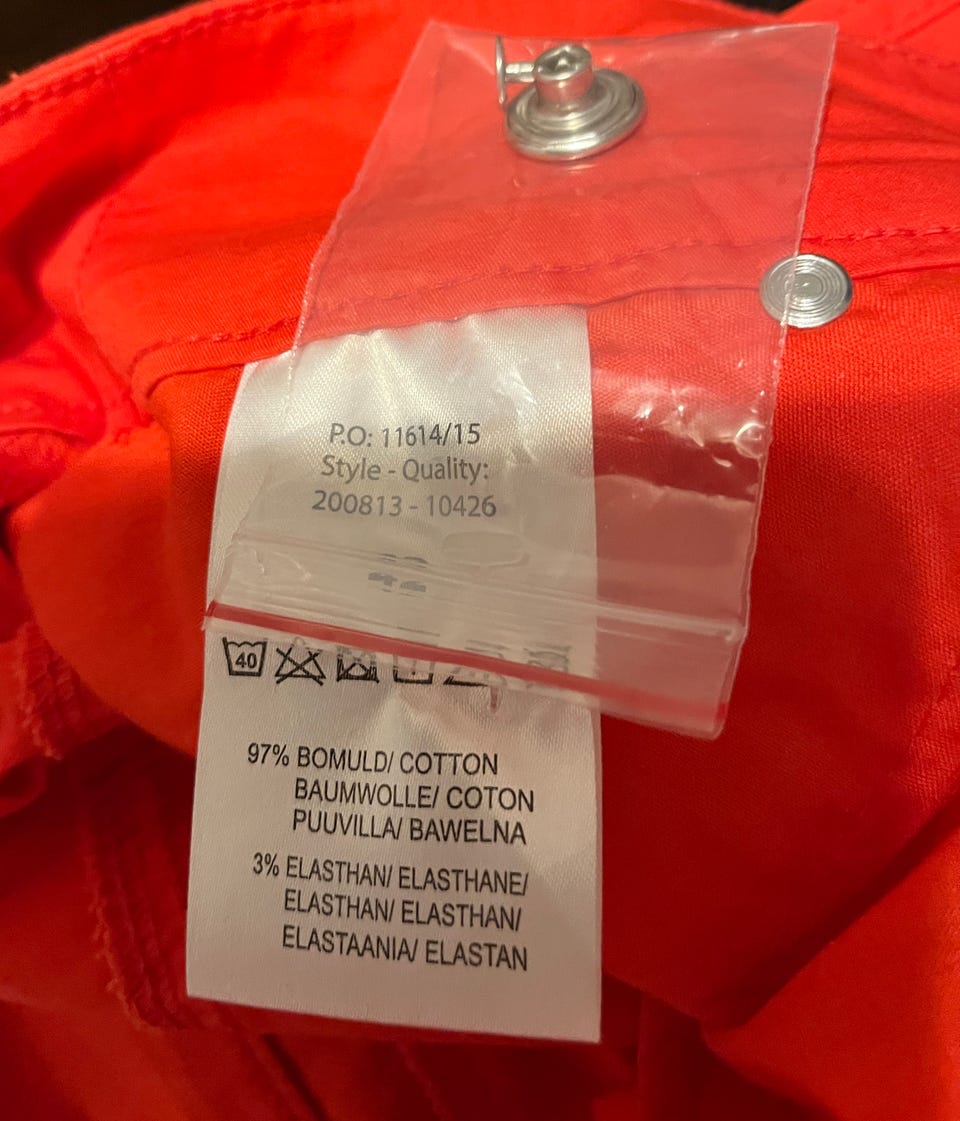 P.O: 11614/15
Style - Quality:
200813 - 10426
40
97% BOMULD/ COTTON
BAUMWOLLE/ COTON
PUUVILLA/ BAWELNA
3% ELASTHAN/ ELASTHANE/
ELASTHAN/ ELASTHAN/
ELASTAANIA/ ELASTAN